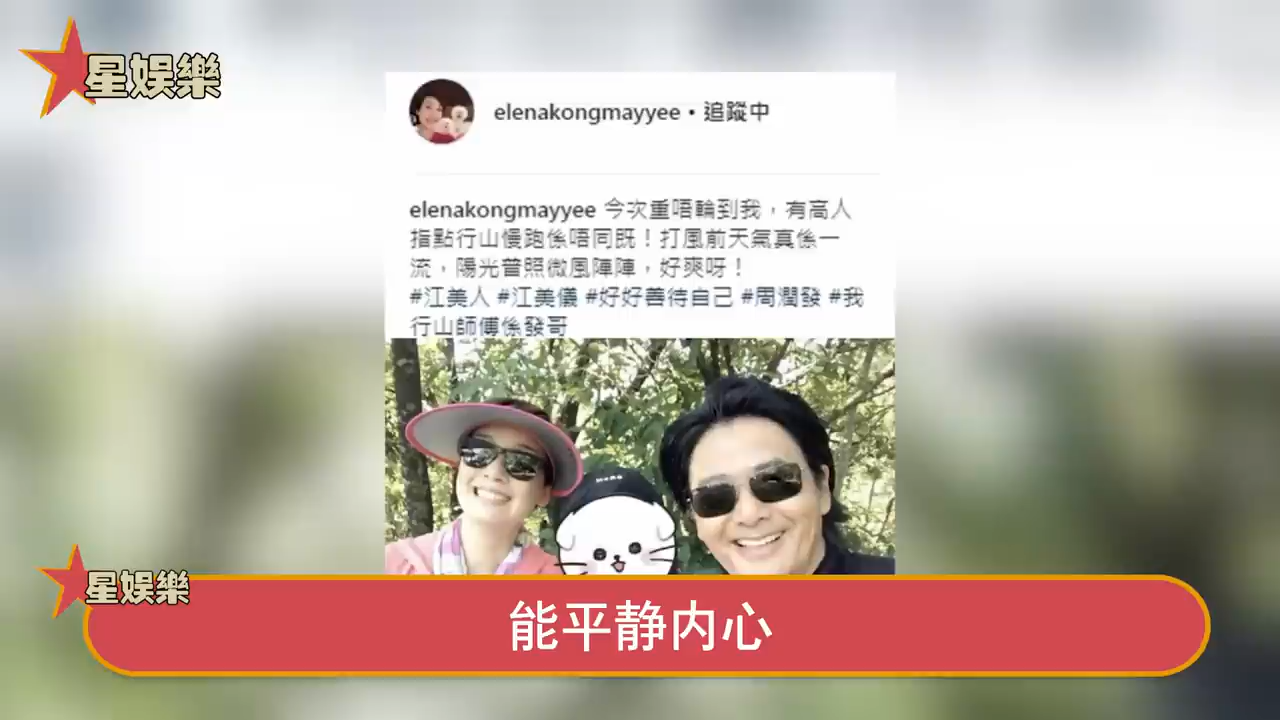 星娛樂
elenakongmayyee • 追蹤中
elenakongmayyee 今次重唔輪到我，有高人
指點行山慢跑係唔同既！打風前天氣真係一
流，陽光普照微風陣陣，好爽呀！
#江美人 #江美儀 #好好善待自己 #周潤發 #我
行山師傅係發哥
星娛樂
能平静内心